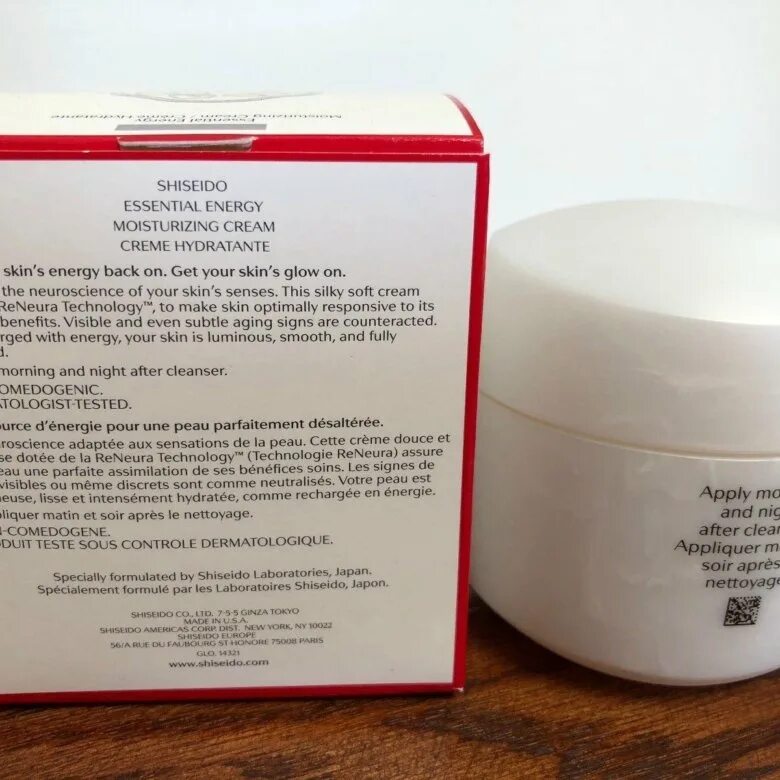 Essential Energy
Moisturizing Cream / Crème Hydratante
SHISEIDO
ESSENTIAL ENERGY
MOISTURIZING CREAM
CREME HYDRATANTE
skin's energy back on. Get your skin's glow on.
the neuroscience of your skin's senses. This silky soft cream
ReNeura Technology™, to make skin optimally responsive to its
benefits. Visible and even subtle aging signs are counteracted.
rged with energy, your skin is luminous, smooth, and fully
d.
morning and night after cleanser.
OMEDOGENIC.
ATOLOGIST-TESTED.
ource d'énergie pour une peau parfaitement désaltérée.
roscience adaptée aux sensations de la peau. Cette crème douce et
se dotée de la ReNeura Technology™ (Technologie ReNeura) assure
eau une parfaite assimilation de ses bénéfices soins. Les signes de
visibles ou même discrets sont comme neutralisés. Votre peau est
neuse, lisse et intensément hydratée, comme rechargée en énergie.
pliquer matin et soir après le nettoyage.
N-COMEDOGENE.
ODUIT TESTE SOUS CONTROLE DERMATOLOGIQUE.
Specially formulated by Shiseido Laboratories, Japan.
Spécialement formulé par les Laboratoires Shiseido, Japon.
SHISEIDO CO., LTD. 7-5-5 GINZA TOKYO
MADE IN U.S.A.
SHISEIDO AMERICAS CORP. DIST. NEW YORK, NY 10022
SHISEIDO EUROPE
56/A RUE DU FAUBOURG ST-HONORE 75008 PARIS
GLO. 14321
www.shiseido.com
Apply mo
and nig
after clean
Appliquer m
soir après
nettoyage